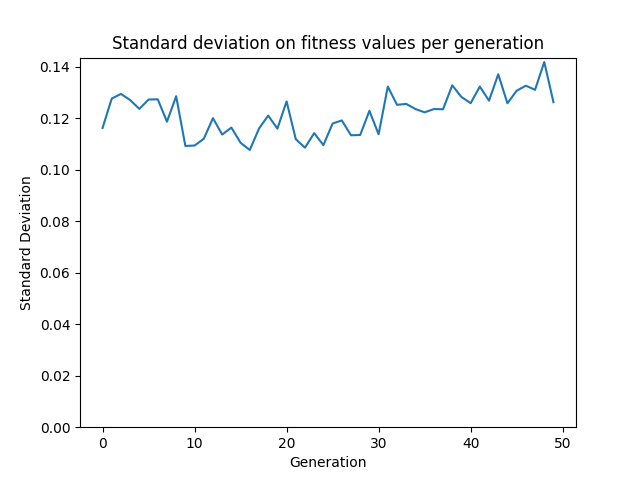 Standard deviation on fitness values per generation
0.14
0.12
0.10
0.08
0.06
0.04
0.02
0.00
Standard Deviation
0 10 20 30 40 50
Generation